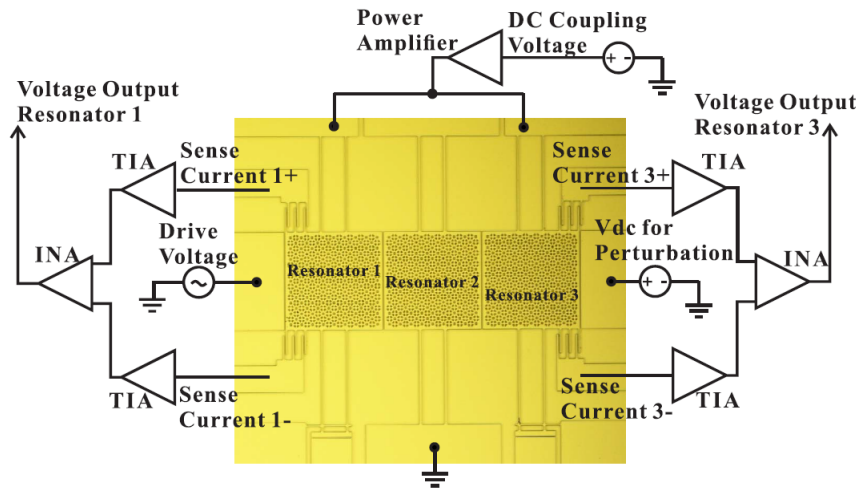 Power
Amplifier
DC Coupling
Voltage
+ -
Voltage Output
Resonator 1
Voltage Output
Resonator 3
TIA
Sense
Current 1+
Sense
Current 3+
TIA
INA
Drive
Voltage
~
Resonator 1
Resonator 2
Resonator 3
Vdc for
Perturbation
+ -
INA
TIA
Sense
Current 1-
Sense
Current 3-
TIA